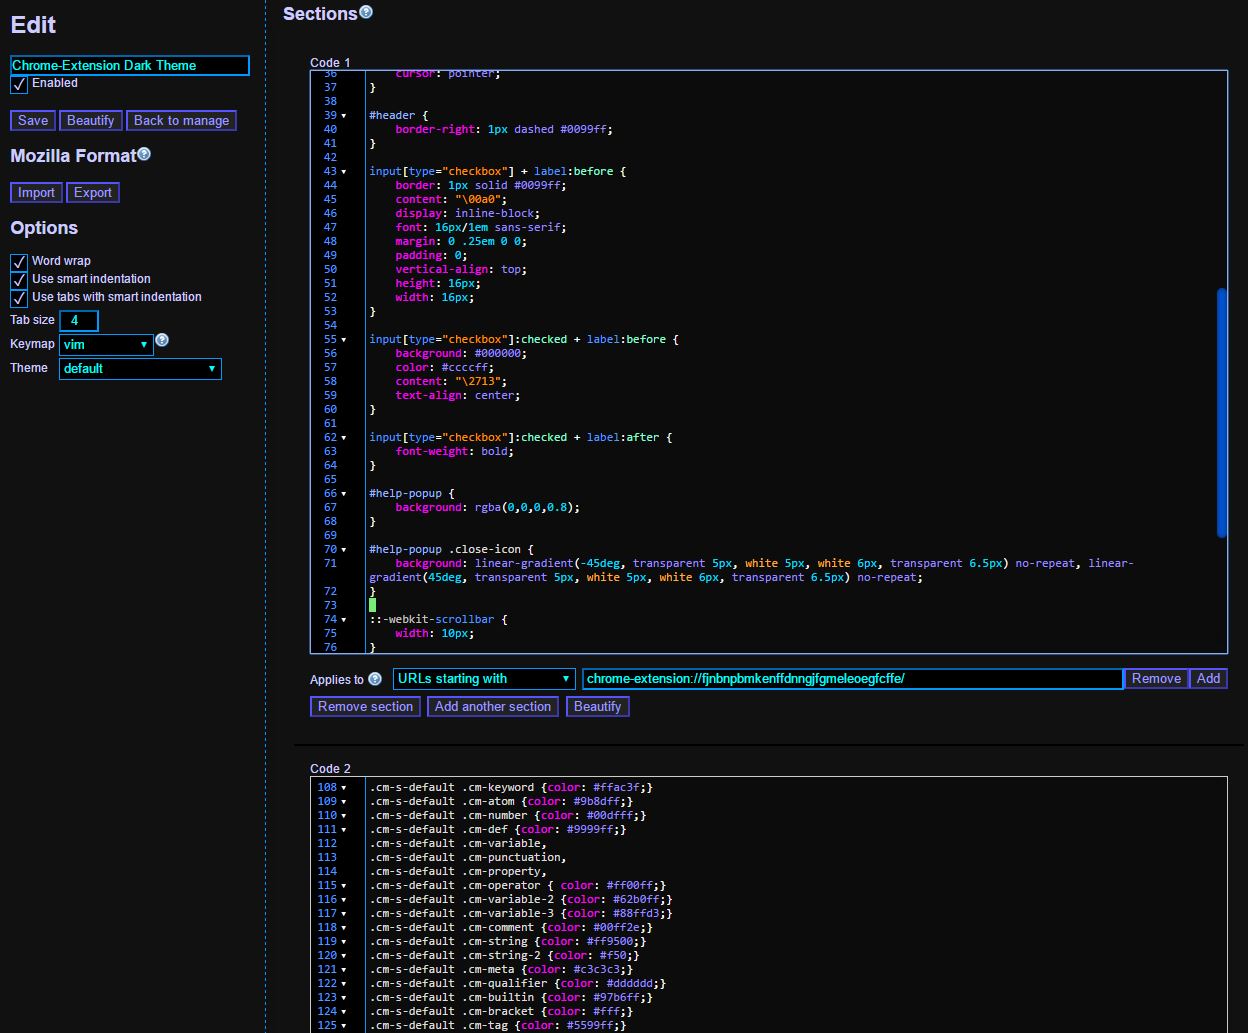 Edit
Chrome-Extension Dark Theme
✓ Enabled
Save Beautify Back to manage
Mozilla Format
Import Export
Options
✓ Word wrap
✓ Use smart indentation
✓ Use tabs with smart indentation
Tab size 4
Keymap vim
Theme default
Sections
Code 1
36 cursor: pointer;
37 }
38
39 #header {
40 border-right: 1px dashed #0099ff;
41 }
42
43 input[type="checkbox"] + label:before {
44 border: 1px solid #0099ff;
45 content: "\00a0";
46 display: inline-block;
47 font: 16px/1em sans-serif;
48 margin: 0 .25em 0 0;
49 padding: 0;
50 vertical-align: top;
51 height: 16px;
52 width: 16px;
53 }
54
55 input[type="checkbox"]:checked + label:before {
56 background: #000000;
57 color: #ccccff;
58 content: "\2713";
59 text-align: center;
60 }
61
62 input[type="checkbox"]:checked + label:after {
63 font-weight: bold;
64 }
65
66 #help-popup {
67 background: rgba(0,0,0,0.8);
68 }
69
70 #help-popup .close-icon {
71 background: linear-gradient(-45deg, transparent 5px, white 5px, white 6px, transparent 6.5px) no-repeat, linear-
gradient(45deg, transparent 5px, white 5px, white 6px, transparent 6.5px) no-repeat;
72 }
73
74 ::-webkit-scrollbar {
75 width: 10px;
76 }
Applies to URLs starting with chrome-extension://fjnbnpbmkenffdnngjfgmeleoegfcffe/ Remove Add
Remove section Add another section Beautify
Code 2
108 .cm-s-default .cm-keyword {color: #ffac3f;}
109 .cm-s-default .cm-atom {color: #9b8dff;}
110 .cm-s-default .cm-number {color: #00dfff;}
111 .cm-s-default .cm-def {color: #9999ff;}
112 .cm-s-default .cm-variable,
113 .cm-s-default .cm-punctuation,
114 .cm-s-default .cm-property,
115 .cm-s-default .cm-operator { color: #ff00ff;}
116 .cm-s-default .cm-variable-2 {color: #62b0ff;}
117 .cm-s-default .cm-variable-3 {color: #88ffd3;}
118 .cm-s-default .cm-comment {color: #00ff2e;}
119 .cm-s-default .cm-string {color: #ff9500;}
120 .cm-s-default .cm-string-2 {color: #f50;}
121 .cm-s-default .cm-meta {color: #c3c3c3;}
122 .cm-s-default .cm-qualifier {color: #dddddd;}
123 .cm-s-default .cm-builtin {color: #97b6ff;}
124 .cm-s-default .cm-bracket {color: #fff;}
125 .cm-s-default .cm-tag {color: #5599ff;}